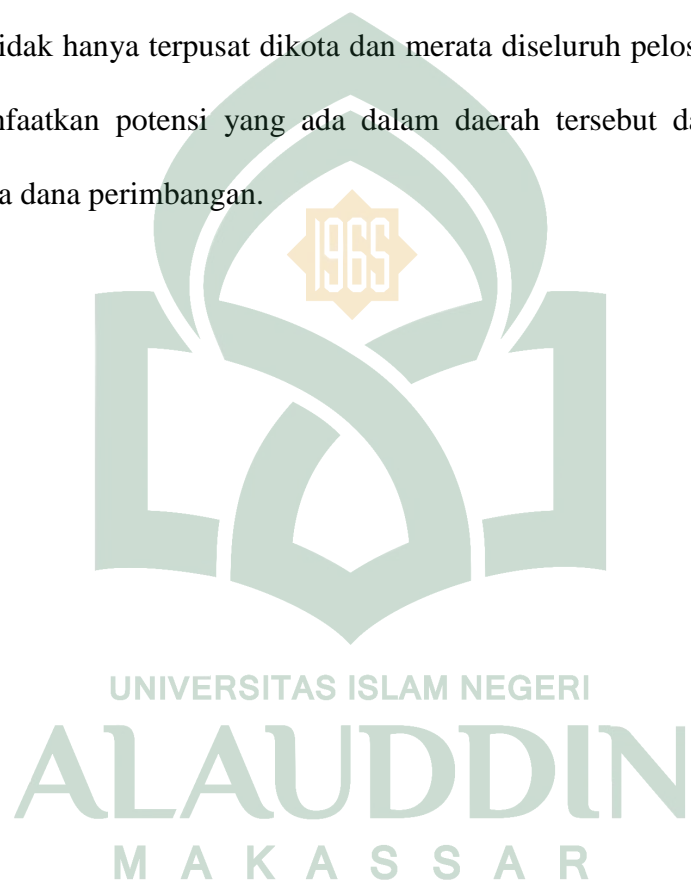 idak hanya terpusat dikota dan merata diseluruh pelos
nfaatkan potensi yang ada dalam daerah tersebut da
a dana perimbangan.
1965
UNIVERSITAS ISLAM NEGERI
ALAUDDIN
MAKASSAR